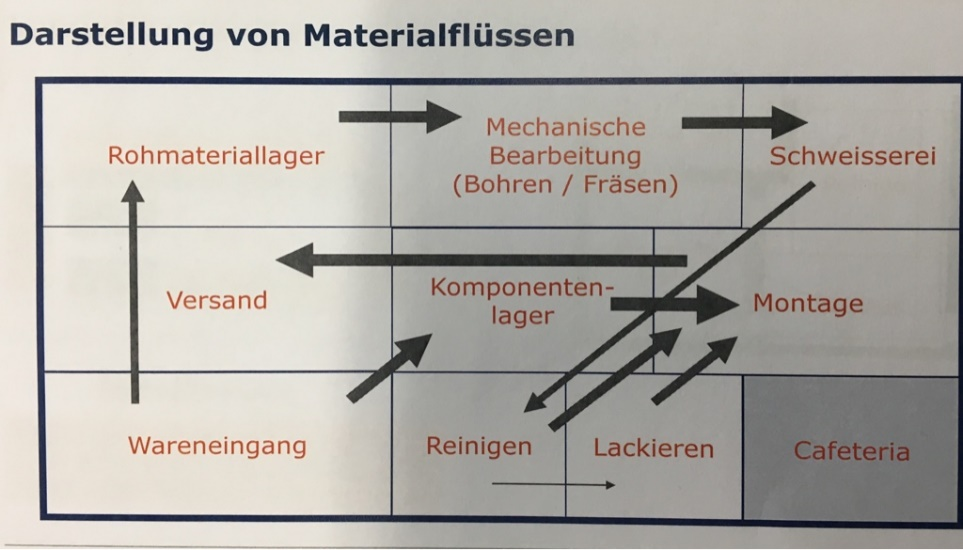 Darstellung von Materialflüssen
Rohmateriallager
Mechanische
Bearbeitung
(Bohren / Fräsen)
Schweisserei
Versand
Komponenten-
lager
Montage
Wareneingang
Reinigen
Lackieren
Cafeteria